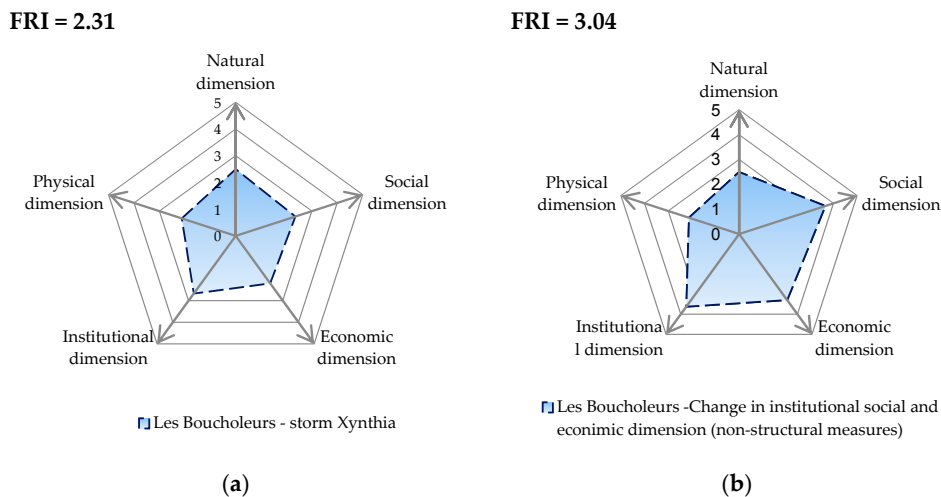 FRI = 2.31
Natural
dimension
5
4
3
2
1
0
Social
dimension
Economic
dimension
Institutional
dimension
Physical
dimension
Les Boucholeurs - storm Xynthia
(a)
FRI = 3.04
Natural
dimension
5
4
3
2
1
0
Social
dimension
Economic
dimension
Institutiona
l dimension
Physical
dimension
Les Boucholeurs -Change in institutional social and
econimic dimension (non-structural measures)
(b)